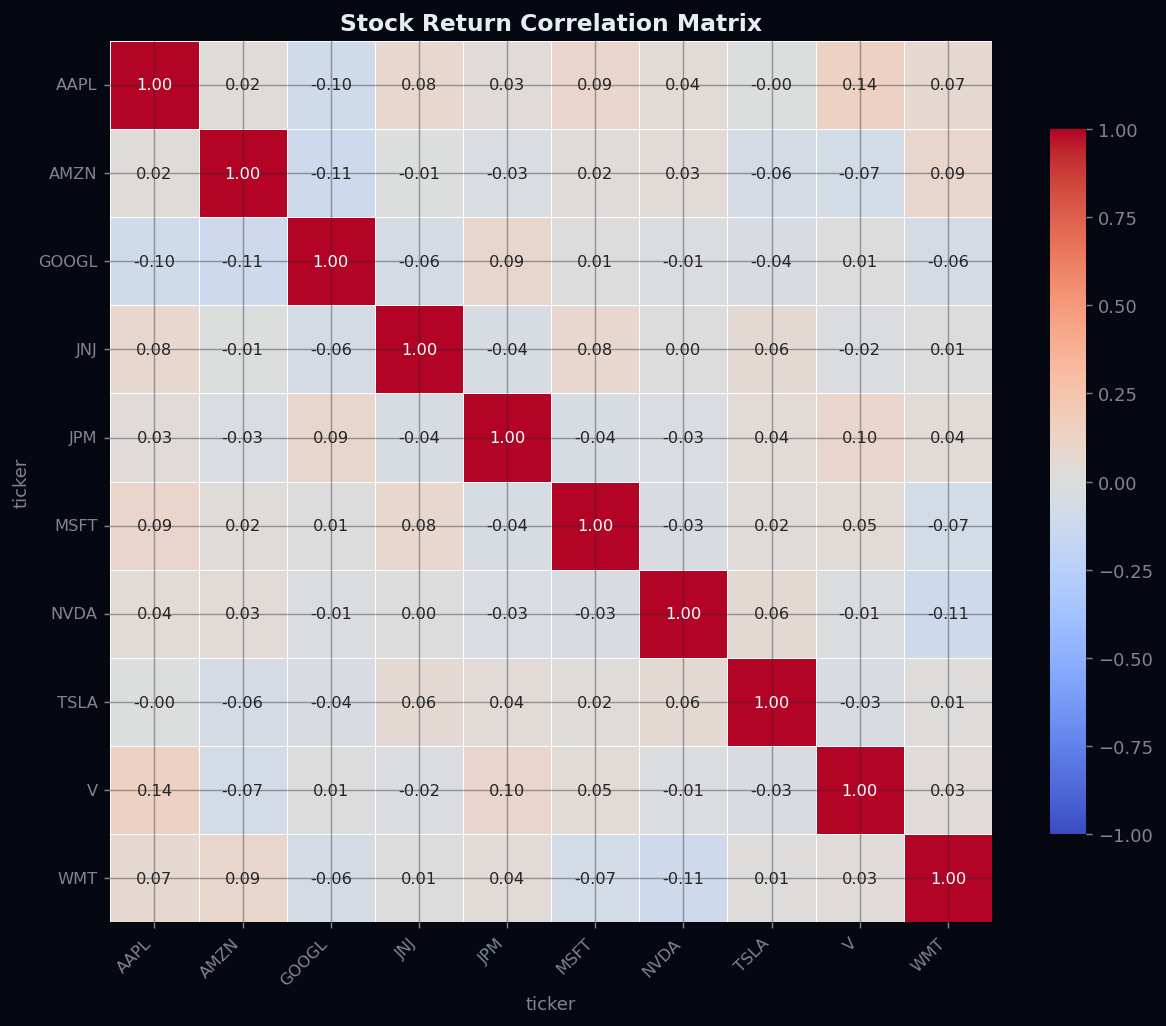 Stock Return Correlation Matrix
AAPL 1.00 0.02 -0.10 0.08 0.03 0.09 0.04 -0.00 0.14 0.07
AMZN 0.02 1.00 -0.11 -0.01 -0.03 0.02 0.03 -0.06 -0.07 0.09
GOOGL -0.10 -0.11 1.00 -0.06 0.09 0.01 -0.01 -0.04 0.01 -0.06
JNJ 0.08 -0.01 -0.06 1.00 -0.04 0.08 0.00 0.06 -0.02 0.01
JPM 0.03 -0.03 0.09 -0.04 1.00 -0.04 -0.03 0.04 0.10 0.04
MSFT 0.09 0.02 0.01 0.08 -0.04 1.00 -0.03 0.02 0.05 -0.07
NVDA 0.04 0.03 -0.01 0.00 -0.03 -0.03 1.00 0.06 -0.01 -0.11
TSLA -0.00 -0.06 -0.04 0.06 0.04 0.02 0.06 1.00 -0.03 0.01
V 0.14 -0.07 0.01 -0.02 0.10 0.05 -0.01 -0.03 1.00 0.03
WMT 0.07 0.09 -0.06 0.01 0.04 -0.07 -0.11 0.01 0.03 1.00
AAPL AMZN GOOGL JNJ JPM MSFT NVDA TSLA V WMT
ticker
ticker
1.00
0.75
0.50
0.25
0.00
−0.25
−0.50
−0.75
−1.00